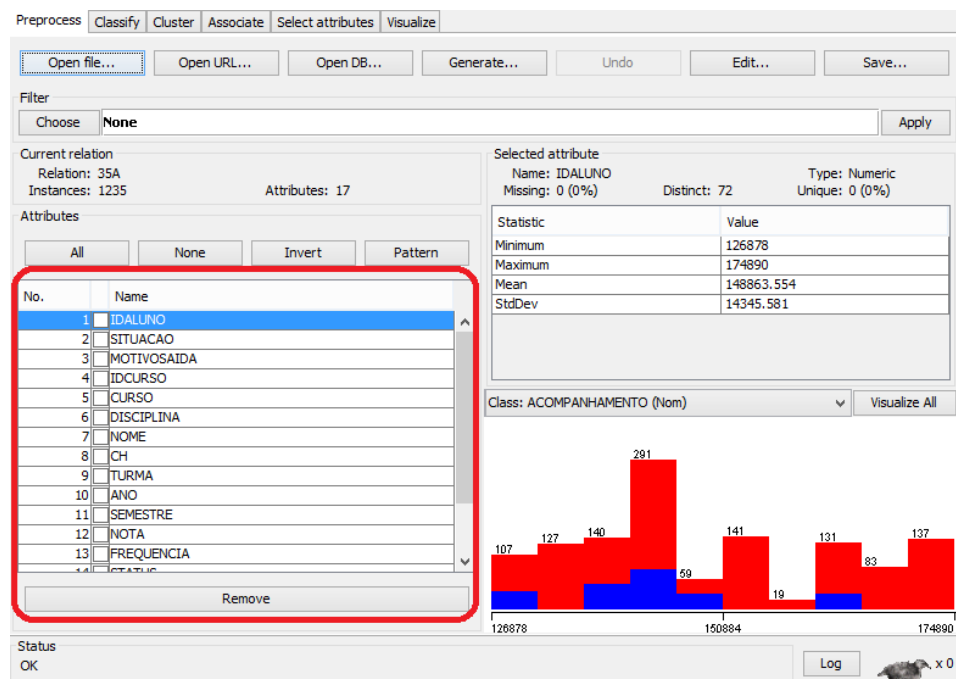 Preprocess Classify Cluster Associate Select attributes Visualize
Open file... Open URL... Open DB... Generate... Undo Edit... Save...
Filter
Choose None Apply
Current relation
Relation: 35A
Instances: 1235 Attributes: 17
Attributes
All None Invert Pattern
No. Name
1 IDALUNO
2 SITUACAO
3 MOTIVOSAIDA
4 IDCURSO
5 CURSO
6 DISCIPLINA
7 NOME
8 CH
9 TURMA
10 ANO
11 SEMESTRE
12 NOTA
13 FREQUENCIA
14 STATUS
Remove
Selected attribute
Name: IDALUNO Type: Numeric
Missing: 0 (0%) Distinct: 72 Unique: 0 (0%)
Statistic Value
Minimum 126878
Maximum 174890
Mean 148863.554
StdDev 14345.581
Class: ACOMPANHAMENTO (Nom) Visualize All
107 127 140 291 59 141 19 131 83 137
126878 150884 174890
Status
OK Log x 0